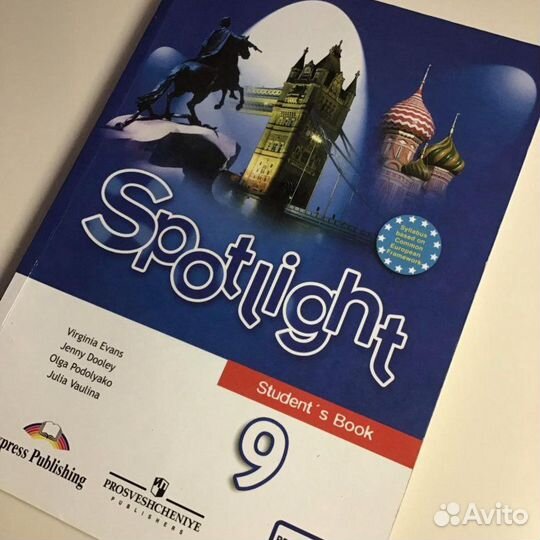 Spotlight
Syllabus
based on
Common
European
Framework
Virginia Evans
Jenny Dooley
Olga Podolyako
Julia Vaulina
Student's Book
9
Express Publishing
PROSVESHCHENIYE
PUBLISHERS
Avito